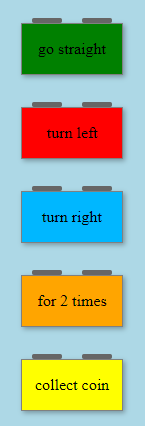 go straight
turn left
turn right
for 2 times
collect coin